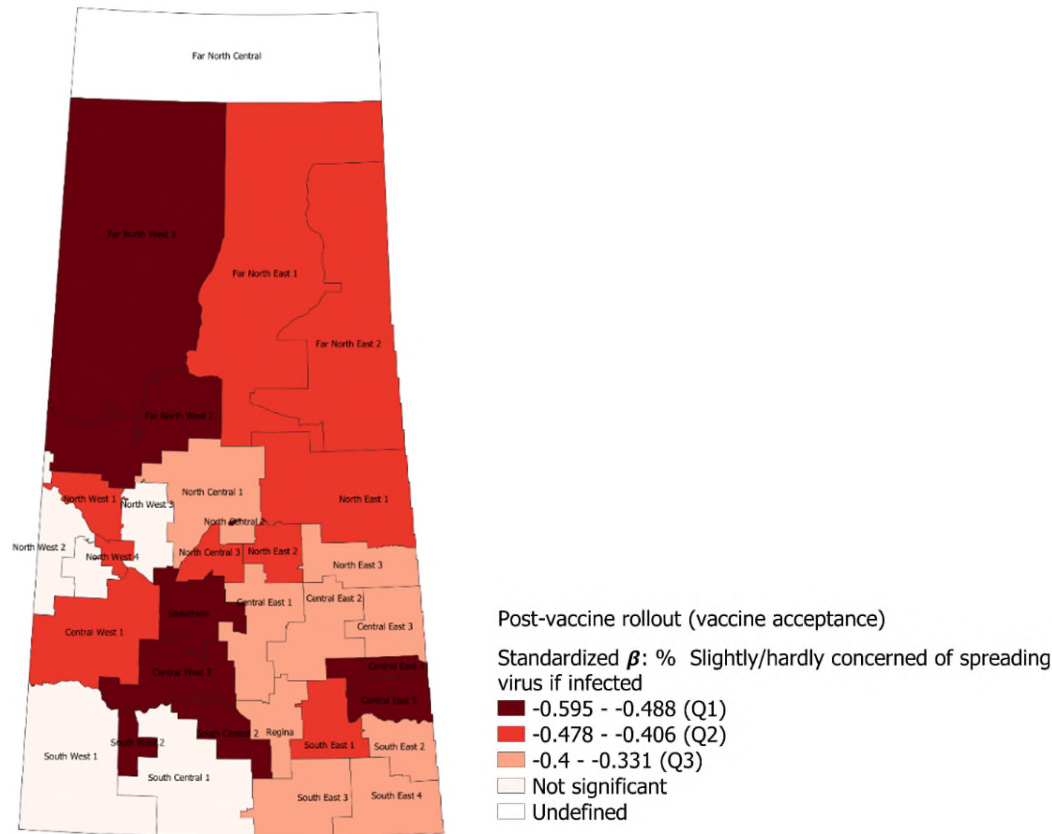 Far North Central
Far North West 1
Far North East 1
Far North East 2
Far North West 2
North West 1
North West 3
North Central 1
North East 1
North Central 2
North West 2
North West 4
North Central 3
North East 2
North East 3
Saskatoon
Central East 1
Central East 2
Central West 1
Central East 3
Central West 2
Central East 4
Central East 5
South West 1
South West 2
South Central 2
Regina
South East 1
South East 2
South Central 1
South East 3
South East 4
Post-vaccine rollout (vaccine acceptance)
Standardized β: % Slightly/hardly concerned of spreading
virus if infected
-0.595 - -0.488 (Q1)
-0.478 - -0.406 (Q2)
-0.4 - -0.331 (Q3)
Not significant
Undefined